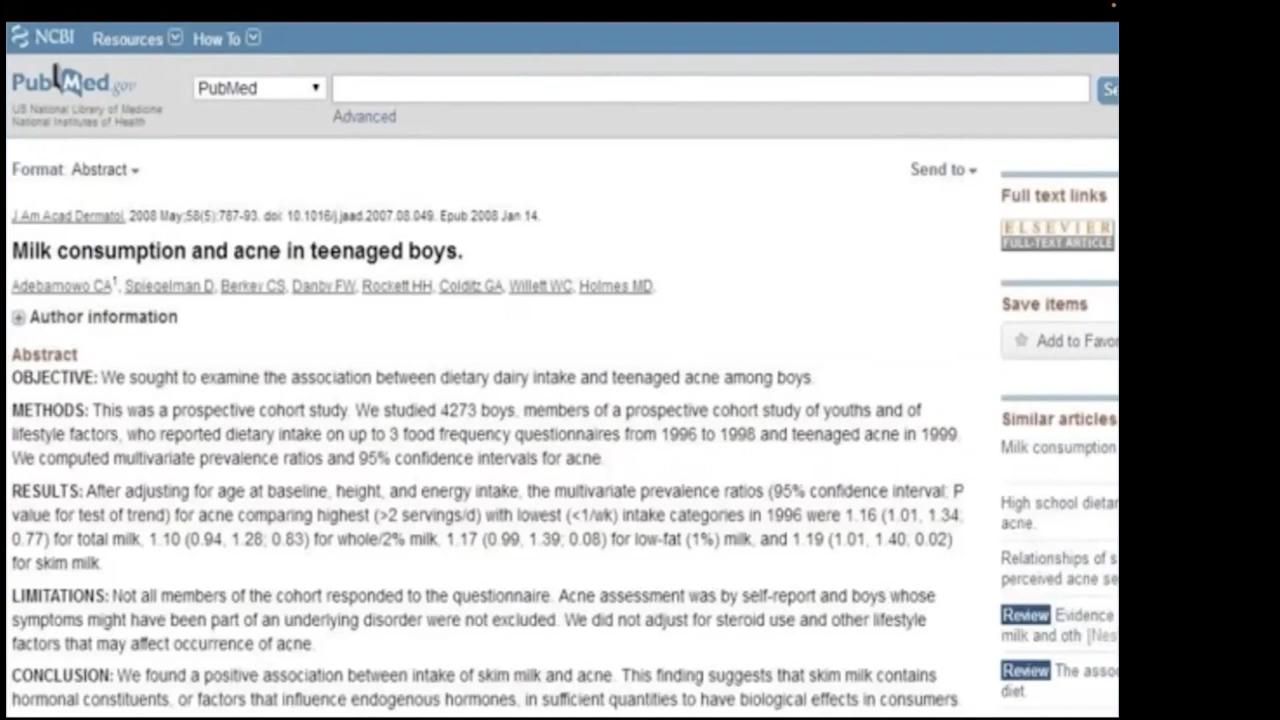 NCBI Resources How To
PubMed.gov
US National Library of Medicine
National Institutes of Health
PubMed
Se
Advanced
Format: Abstract
Send to
J Am Acad Dermatol. 2008 May;58(5):787-93. doi: 10.1016/j.jaad.2007.08.049. Epub 2008 Jan 14.
Milk consumption and acne in teenaged boys.
Adebamowo CA1, Spiegelman D, Berkey CS, Danby FW, Rockett HH, Colditz GA, Willett WC, Holmes MD.
Author information
Abstract
OBJECTIVE: We sought to examine the association between dietary dairy intake and teenaged acne among boys.
METHODS: This was a prospective cohort study. We studied 4273 boys, members of a prospective cohort study of youths and of
lifestyle factors, who reported dietary intake on up to 3 food frequency questionnaires from 1996 to 1998 and teenaged acne in 1999.
We computed multivariate prevalence ratios and 95% confidence intervals for acne.
RESULTS: After adjusting for age at baseline, height, and energy intake, the multivariate prevalence ratios (95% confidence interval; P
value for test of trend) for acne comparing highest (>2 servings/d) with lowest (<1/wk) intake categories in 1996 were 1.16 (1.01, 1.34;
0.77) for total milk, 1.10 (0.94, 1.28; 0.83) for whole/2% milk, 1.17 (0.99, 1.39; 0.08) for low-fat (1%) milk, and 1.19 (1.01, 1.40; 0.02)
for skim milk.
LIMITATIONS: Not all members of the cohort responded to the questionnaire. Acne assessment was by self-report and boys whose
symptoms might have been part of an underlying disorder were not excluded. We did not adjust for steroid use and other lifestyle
factors that may affect occurrence of acne.
CONCLUSION: We found a positive association between intake of skim milk and acne. This finding suggests that skim milk contains
hormonal constituents, or factors that influence endogenous hormones, in sufficient quantities to have biological effects in consumers.
Full text links
ELSEVIER
FULL-TEXT ARTICLE
Save items
Add to Favor
Similar articles
Milk consumption
High school dietar
acne.
Relationships of s
perceived acne se
Review Evidence
milk and oth [Nes
Review The assoc
diet